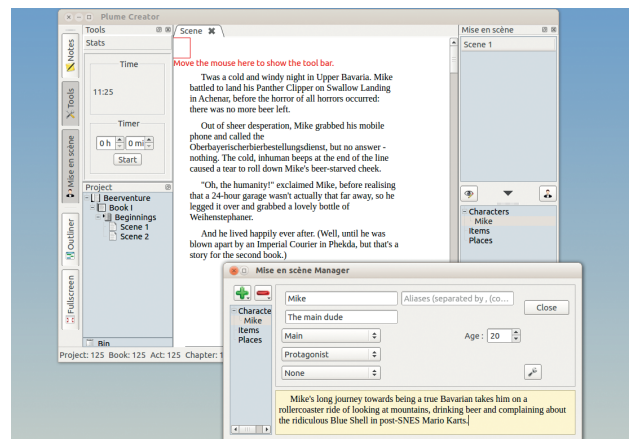 Plume Creator
Tools
Stats
Time
11:25
Timer
0 h
0 mi
Start
Notes
Tools
Mise en scène
Outliner
Fullscreen
Project
Beerventure
Book I
Beginnings
Scene 1
Scene 2
Bin
Project: 125 Book: 125 Act: 125 Chapter: 1
Scene
Move the mouse here to show the tool bar.
Twas a cold and windy night in Upper Bavaria. Mike
battled to land his Panther Clipper on Swallow Landing
in Achenar, before the horror of all horrors occurred:
there was no more beer left.
Out of sheer desperation, Mike grabbed his mobile
phone and called the
Oberbayerischerbierbestellungsdienst, but no answer -
nothing. The cold, inhuman beeps at the end of the line
caused a tear to roll down Mike's beer-starved cheek.
"Oh, the humanity!" exclaimed Mike, before realising
that a 24-hour garage wasn't actually that far away, so he
legged it over and grabbed a lovely bottle of
Weihenstephaner.
And he lived happily ever after. (Well, until he was
blown apart by an Imperial Courier in Phekda, but that's a
story for the second book.)
Mise en scène
Scene 1
Characters
Mike
Items
Places
Mise en scène Manager
Characte
Mike
Items
Places
Mike
Aliases (separated by , (co...
Close
The main dude
Main
Age : 20
Protagonist
None
Mike's long journey towards being a true Bavarian takes him on a
rollercoaster ride of looking at mountains, drinking beer and complaining about
the ridiculous Blue Shell in post-SNES Mario Karts.